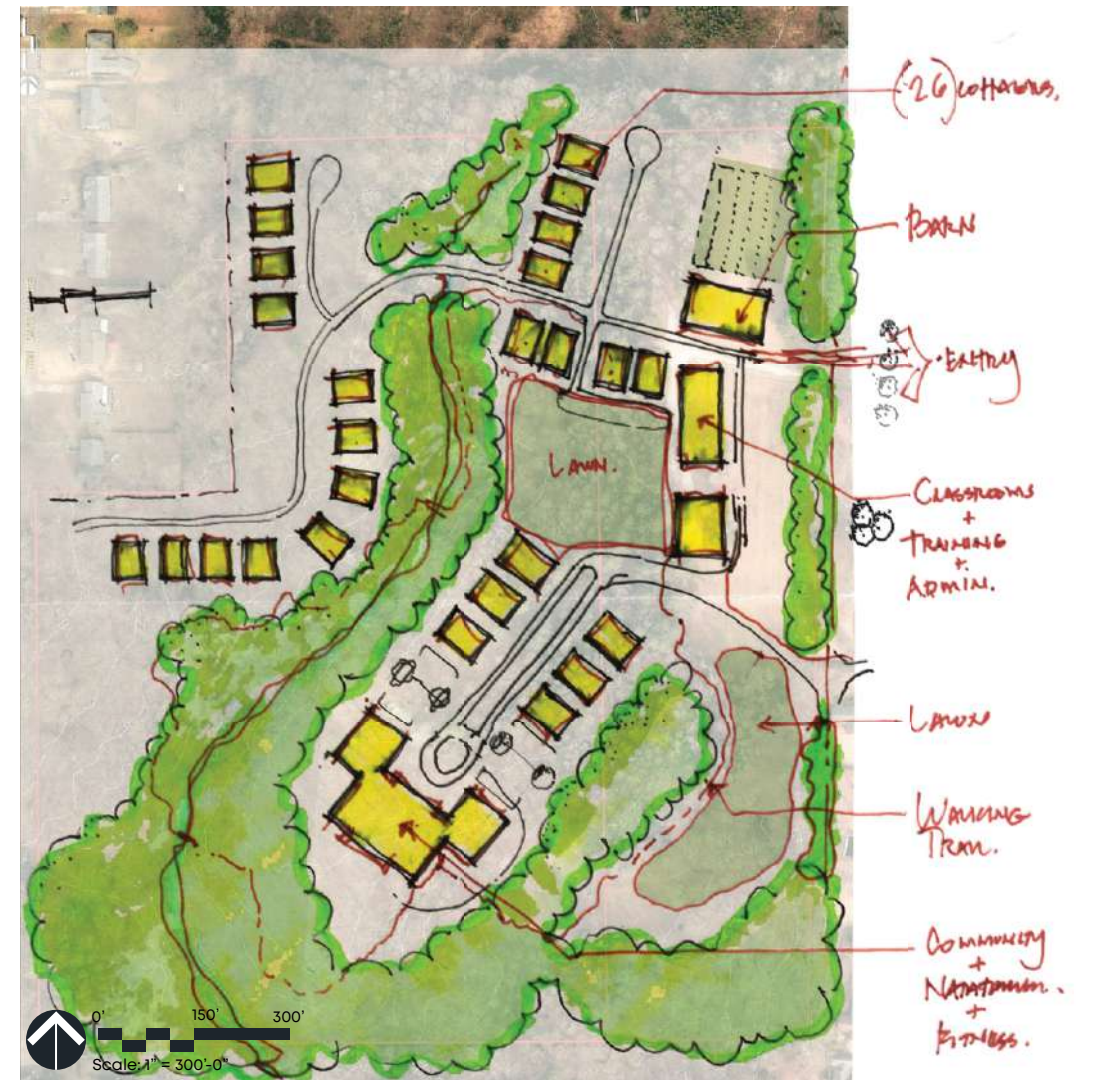 (26) COTTAGES.
BARN
ENTRY
CLASSROOMS
+
TRAINING
+
ADMIN.
LAWN.
LAWN
WALKING
TRAIL.
COMMUNITY
+
NATATORIUM.
+
FITNESS.
0' 150' 300'
Scale: 1" = 300'-0"